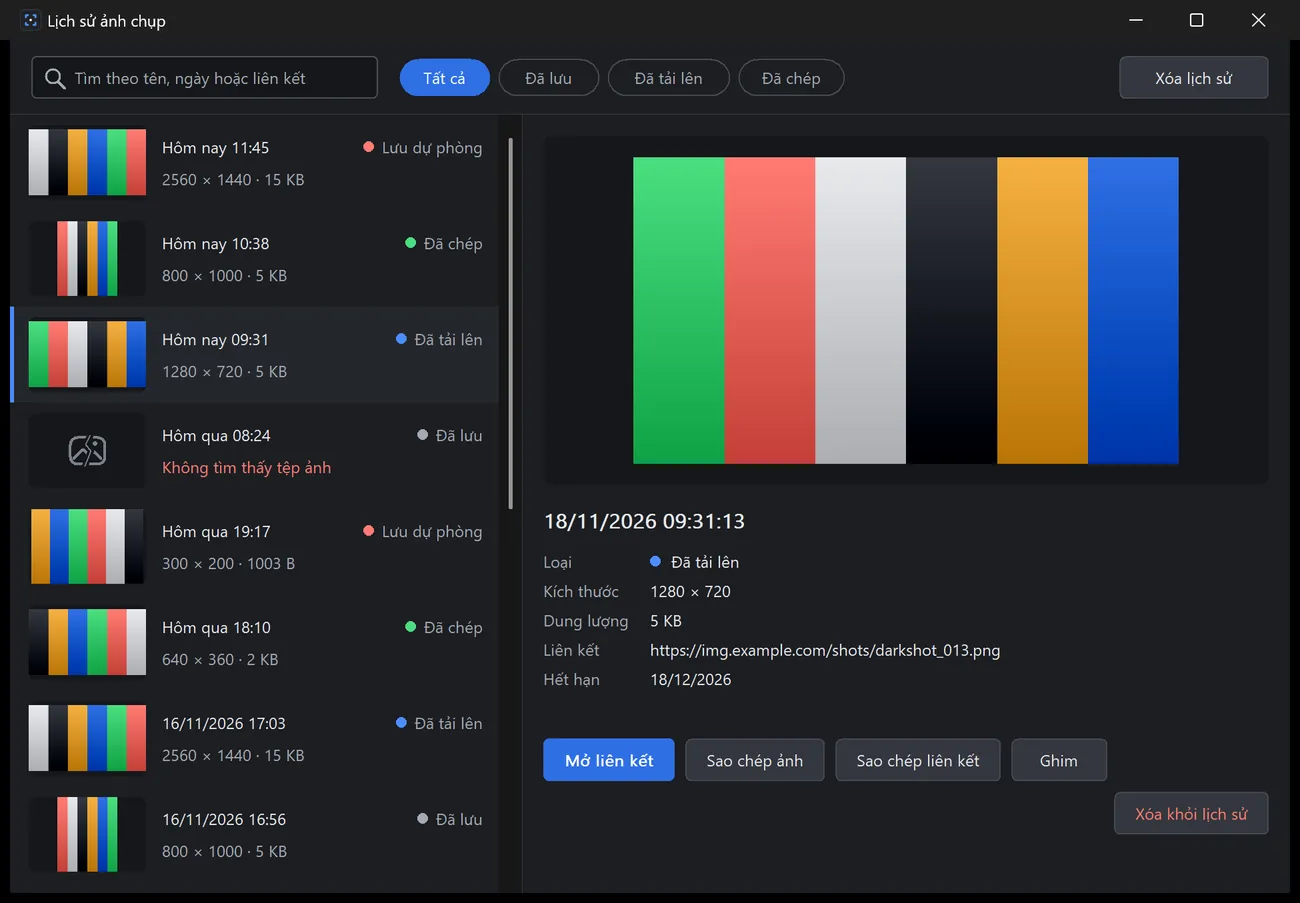 Lịch sử ảnh chụp
Tìm theo tên, ngày hoặc liên kết
Tất cả
Đã lưu
Đã tải lên
Đã chép
Xóa lịch sử
Hôm nay 11:45
Lưu dự phòng
2560 × 1440 · 15 KB
Hôm nay 10:38
Đã chép
800 × 1000 · 5 KB
Hôm nay 09:31
Đã tải lên
1280 × 720 · 5 KB
Hôm qua 08:24
Đã lưu
Không tìm thấy tệp ảnh
Hôm qua 19:17
Lưu dự phòng
300 × 200 · 1003 B
Hôm qua 18:10
Đã chép
640 × 360 · 2 KB
16/11/2026 17:03
Đã tải lên
2560 × 1440 · 15 KB
16/11/2026 16:56
Đã lưu
800 × 1000 · 5 KB
18/11/2026 09:31:13
Loại
Đã tải lên
Kích thước
1280 × 720
Dung lượng
5 KB
Liên kết
https://img.example.com/shots/darkshot_013.png
Hết hạn
18/12/2026
Mở liên kết
Sao chép ảnh
Sao chép liên kết
Ghim
Xóa khỏi lịch sử